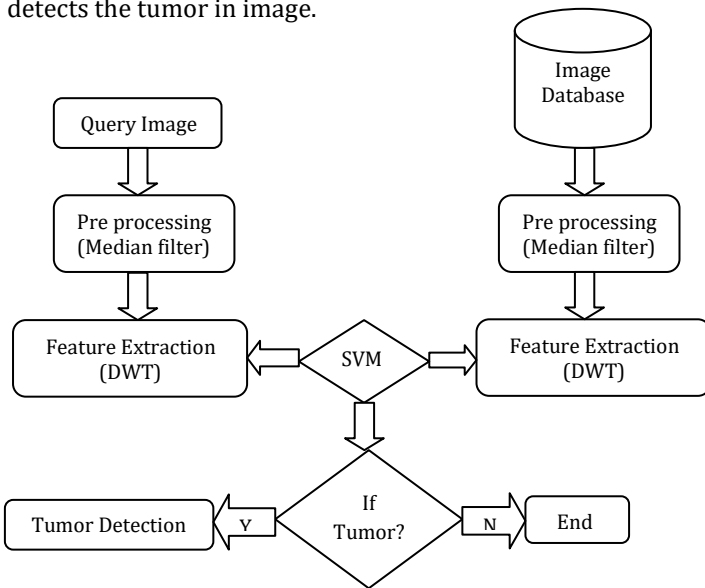 detects the tumor in image.
Image
Database
Query Image
Pre processing
(Median filter)
Pre processing
(Median filter)
Feature Extraction
(DWT)
SVM
Feature Extraction
(DWT)
If
Tumor?
Tumor Detection
Y
N
End